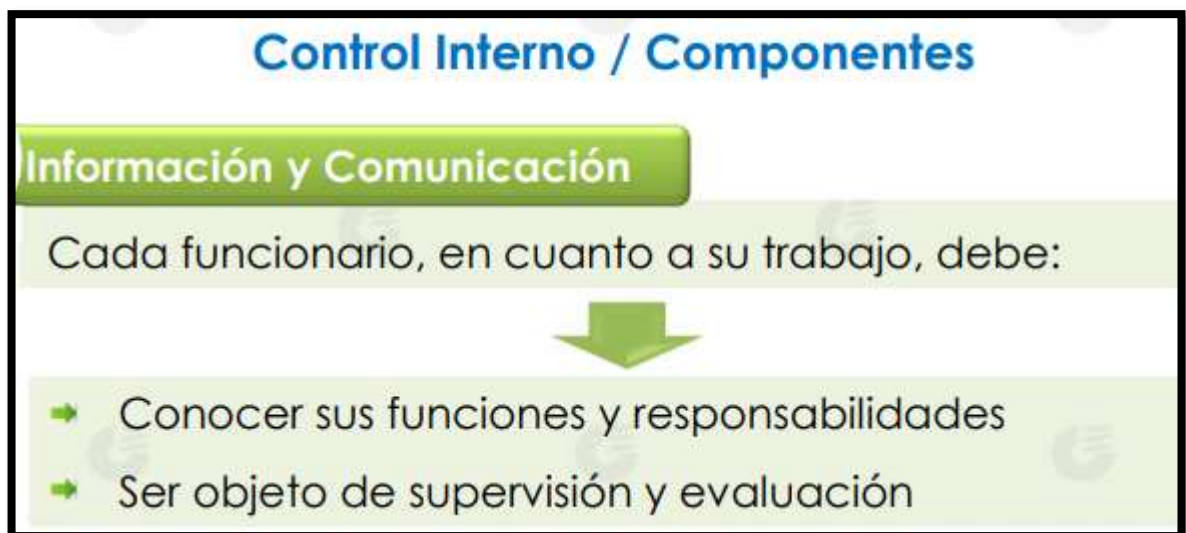 Control Interno / Componentes
Información y Comunicación
Cada funcionario, en cuanto a su trabajo, debe:
Conocer sus funciones y responsabilidades
Ser objeto de supervisión y evaluación